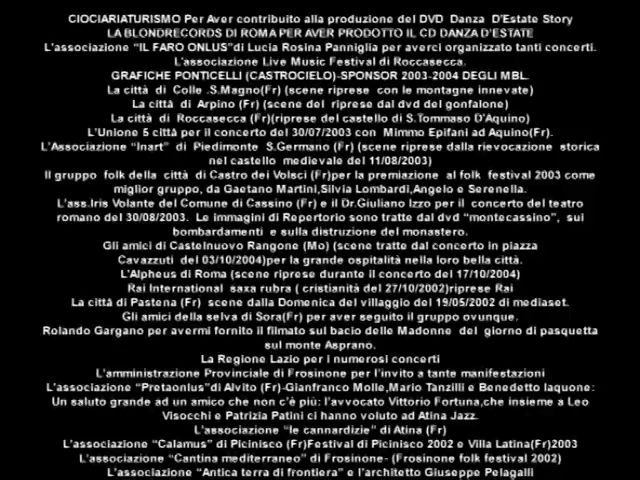 CIOCIARIATURISMO Per Aver contribuito alla produzione del DVD Danza D'Estate Story
LA BLONDRECORDS DI ROMA PER AVER PRODOTTO IL CD DANZA D'ESTATE
L'associazione "IL FARO ONLUS"di Lucia Rosina Panniglia per averci organizzato tanti concerti.
L'associazione Live Music Festival di Roccasecca.
GRAFICHE PONTICELLI (CASTROCIELO)-SPONSOR 2003-2004 DEGLI MBL.
La città di Colle .S.Magno(Fr) (scene riprese con le montagne innevate)
La città di Arpino (Fr) (scene del riprese dal dvd del gonfalone)
La città di Roccasecca (Fr)(riprese del castello di S.Tommaso D'Aquino)
L'Unione 5 città per il concerto del 30/07/2003 con Mimmo Epifani ad Aquino(Fr).
L'Associazione "Inart" di Piedimonte S.Germano (Fr) (scene riprese dalla rievocazione storica
nel castello medievale del 11/08/2003)
Il gruppo folk della città di Castro dei Volsci (Fr)per la premiazione al folk festival 2003 come
miglior gruppo, da Gaetano Martini,Silvia Lombardi,Angelo e Serenella.
L'ass.Iris Volante del Comune di Cassino (Fr) e il Dr.Giuliano Izzo per il concerto del teatro
romano del 30/08/2003. Le immagini di Repertorio sono tratte dal dvd "montecassino", sui
bombardamenti e sulla distruzione del monastero.
Gli amici di Castelnuovo Rangone (Mo) (scene tratte dal concerto in piazza
Cavazzuti del 03/10/2004)per la grande ospitalità nella loro bella città.
L'Alpheus di Roma (scene riprese durante il concerto del 17/10/2004)
Rai International saxa rubra ( cristianità del 27/10/2002)riprese Rai
La città di Pastena (Fr) scene dalla Domenica del villaggio del 19/05/2002 di mediaset.
Gli amici della selva di Sora(Fr) per aver seguito il gruppo ovunque.
Rolando Gargano per avermi fornito il filmato sul bacio delle Madonne del giorno di pasquetta
sul monte Asprano.
La Regione Lazio per i numerosi concerti
L'amministrazione Provinciale di Frosinone per l'invito a tante manifestazioni
L'associazione "Pretaonlus"di Alvito (Fr)-Gianfranco Molle,Mario Tanzilli e Benedetto Iaquone:
Un saluto grande ad un amico che non c'è più: l'avvocato Vittorio Fortuna,che insieme a Leo
Visocchi e Patrizia Patini ci hanno voluto ad Atina Jazz.
L'associazione "le cannardizie" di Atina (Fr)
L'associazione "Calamus" di Picinisco (Fr)Festival di Picinisco 2002 e Villa Latina(Fr)2003
L'associazione "Cantina mediterraneo" di Frosinone- (Frosinone folk festival 2002)
L'associazione "Antica terra di frontiera" e l'architetto Giuseppe Pelagalli